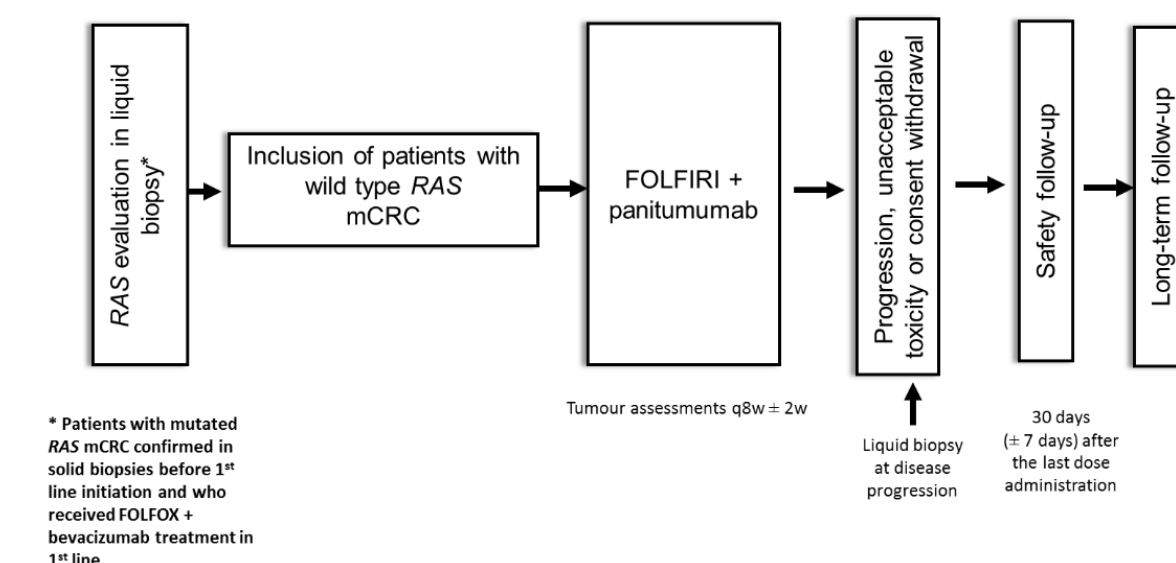 RAS evaluation in liquid
biopsy*
Inclusion of patients with
wild type RAS
mCRC
FOLFIRI +
panitumumab
Progression, unacceptable
toxicity or consent withdrawal
Safety follow-up
Long-term follow-up
Tumour assessments q8w ± 2w
Liquid biopsy
at disease
progression
30 days
(± 7 days) after
the last dose
administration
* Patients with mutated
RAS mCRC confirmed in
solid biopsies before 1st
line initiation and who
received FOLFOX +
bevacizumab treatment in
1st line